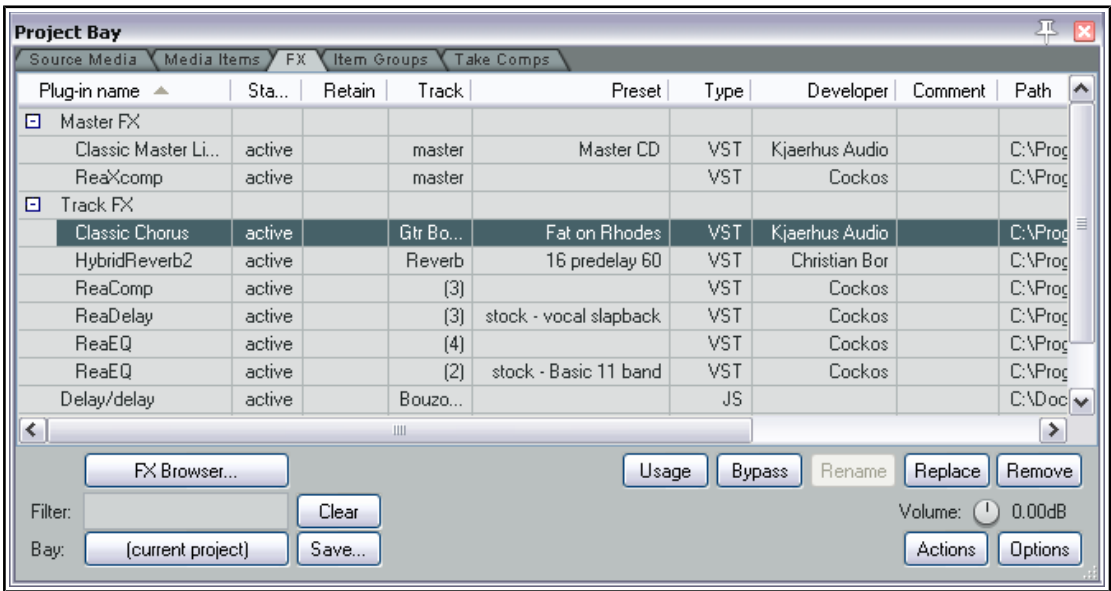 Project Bay
Source Media Media Items FX Item Groups Take Comps
Plug-in name Sta... Retain Track Preset Type Developer Comment Path
Master FX
Classic Master Li... active master Master CD VST Kjaerhus Audio C:\Prog
ReaXcomp active master VST Cockos C:\Prog
Track FX
Classic Chorus active Gtr Bo... Fat on Rhodes VST Kjaerhus Audio C:\Prog
HybridReverb2 active Reverb 16 predelay 60 VST Christian Bor C:\Prog
ReaComp active (3) VST Cockos C:\Prog
ReaDelay active (3) stock - vocal slapback VST Cockos C:\Prog
ReaEQ active (4) VST Cockos C:\Prog
ReaEQ active (2) stock - Basic 11 band VST Cockos C:\Prog
Delay/delay active Bouzo... JS C:\Doc
FX Browser... Usage Bypass Rename Replace Remove
Filter: Clear Volume: 0.00dB
Bay: (current project) Save... Actions Options